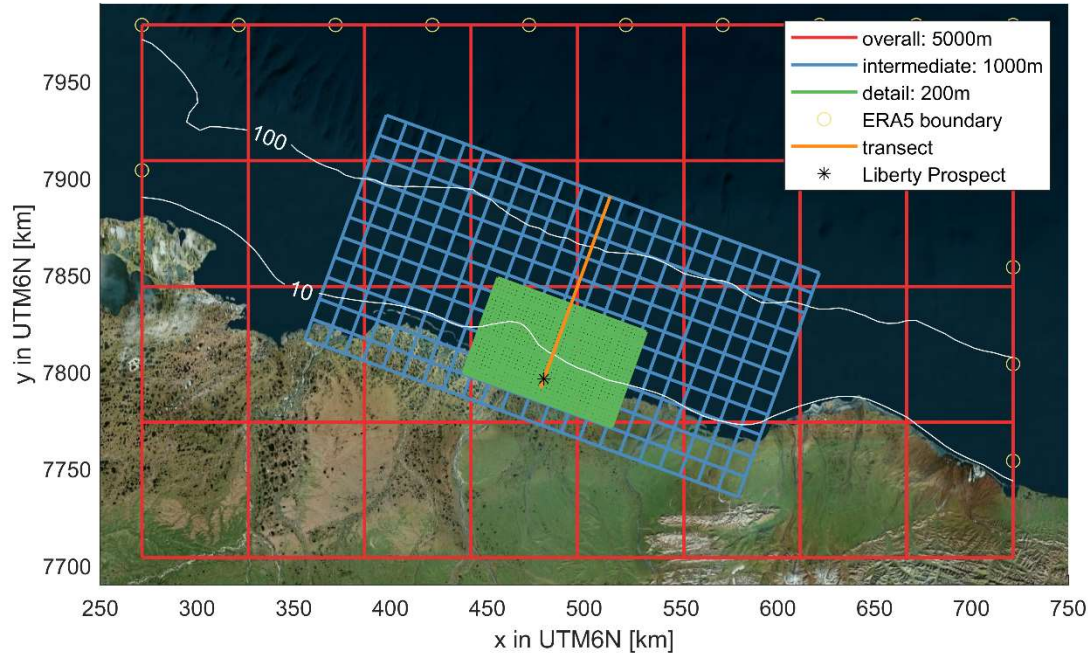 overall: 5000m
intermediate: 1000m
detail: 200m
ERA5 boundary
transect
Liberty Prospect
100
10
7950
7900
7850
7800
7750
7700
y in UTM6N [km]
250 300 350 400 450 500 550 600 650 700 750
x in UTM6N [km]